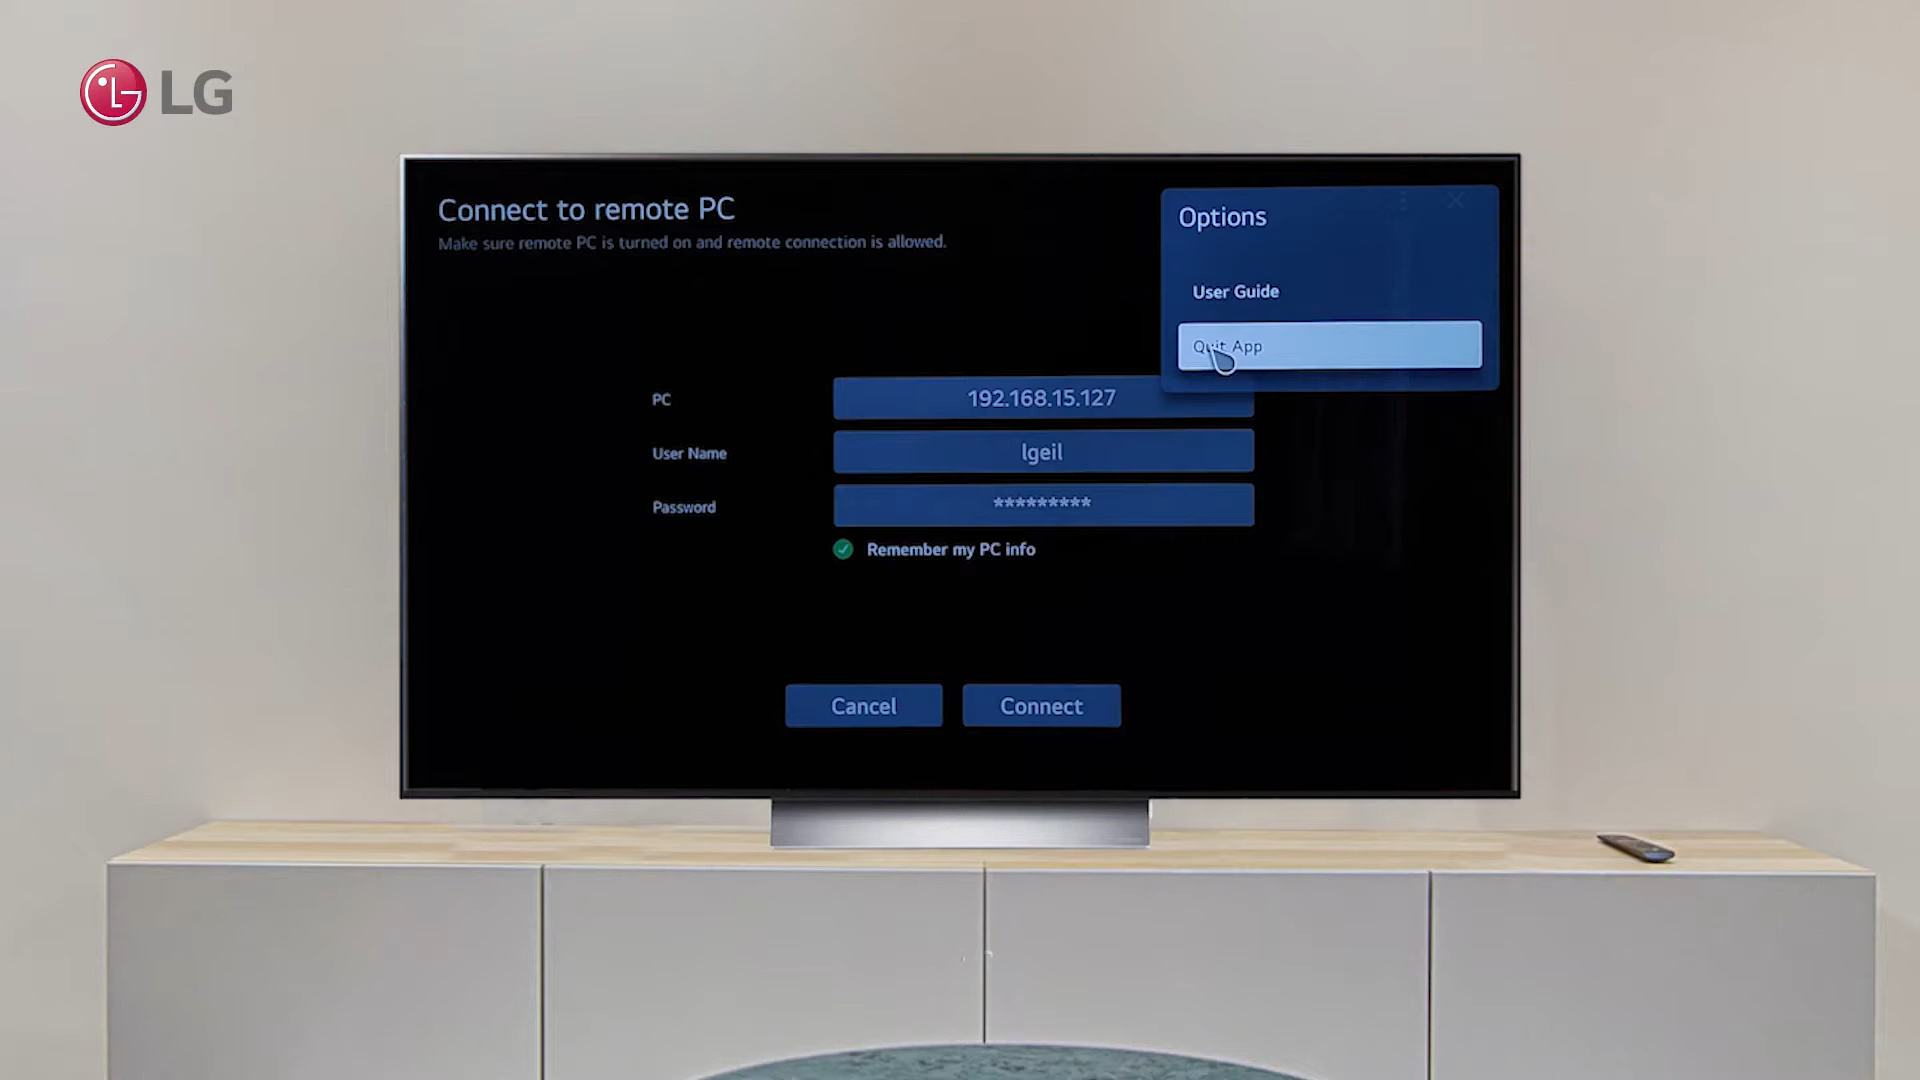 LG
Connect to remote PC
Make sure remote PC is turned on and remote connection is allowed.
Options
User Guide
Quit App
PC
192.168.15.127
User Name
lgeil
Password
*********
Remember my PC info
Cancel
Connect